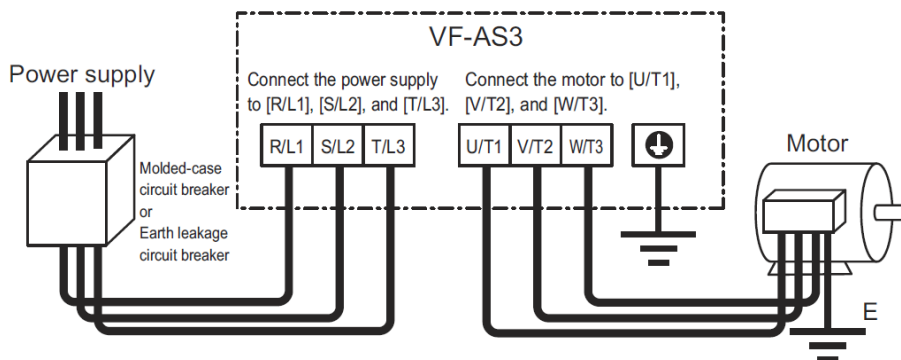 VF-AS3
Power supply
Connect the power supply
to [R/L1], [S/L2], and [T/L3].
Connect the motor to [U/T1],
[V/T2], and [W/T3].
R/L1 S/L2 T/L3
U/T1 V/T2 W/T3
Motor
Molded-case
circuit breaker
or
Earth leakage
circuit breaker
E